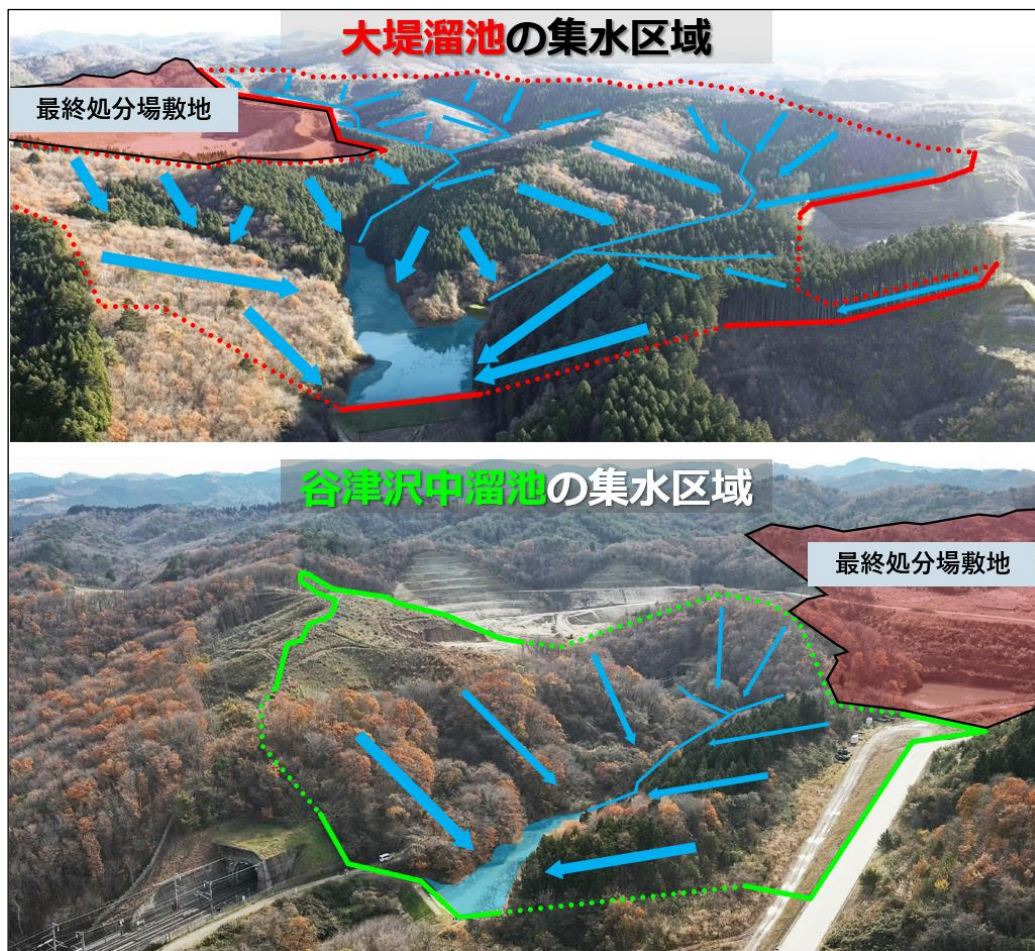 大堤溜池の集水区域
最終処分場敷地
谷津沢中溜池の集水区域
最終処分場敷地